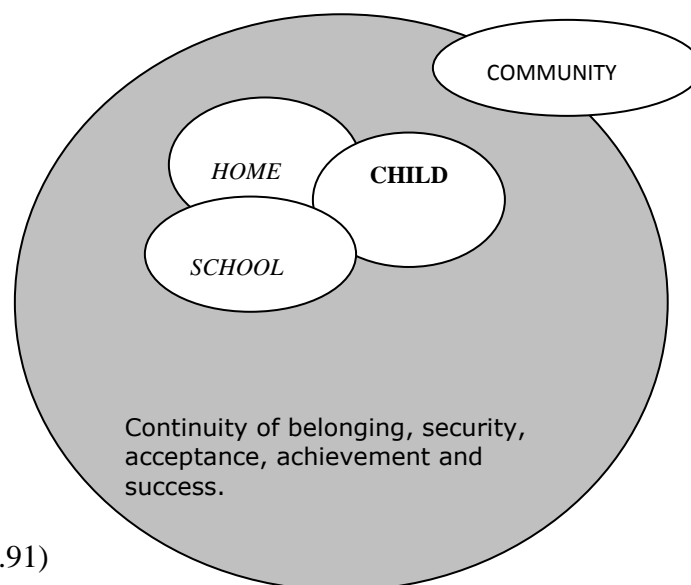 COMMUNITY
HOME
CHILD
SCHOOL
Continuity of belonging, security,
acceptance, achievement and
success.
.91)